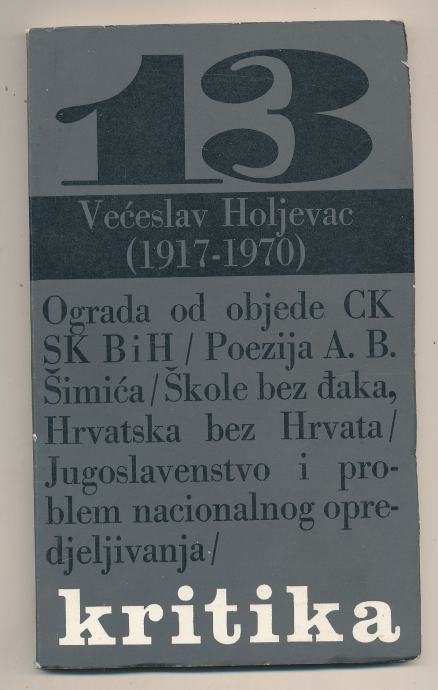 13
Većeslav Holjevac
(1917-1970)
Ograda od objede CK
SK BiH / Poezija A. B.
Šimića/Škole bez đaka,
Hrvatska bez Hrvata/
Jugoslavenstvo i pro-
blem nacionalnog opre-
djeljivanja/
kritika